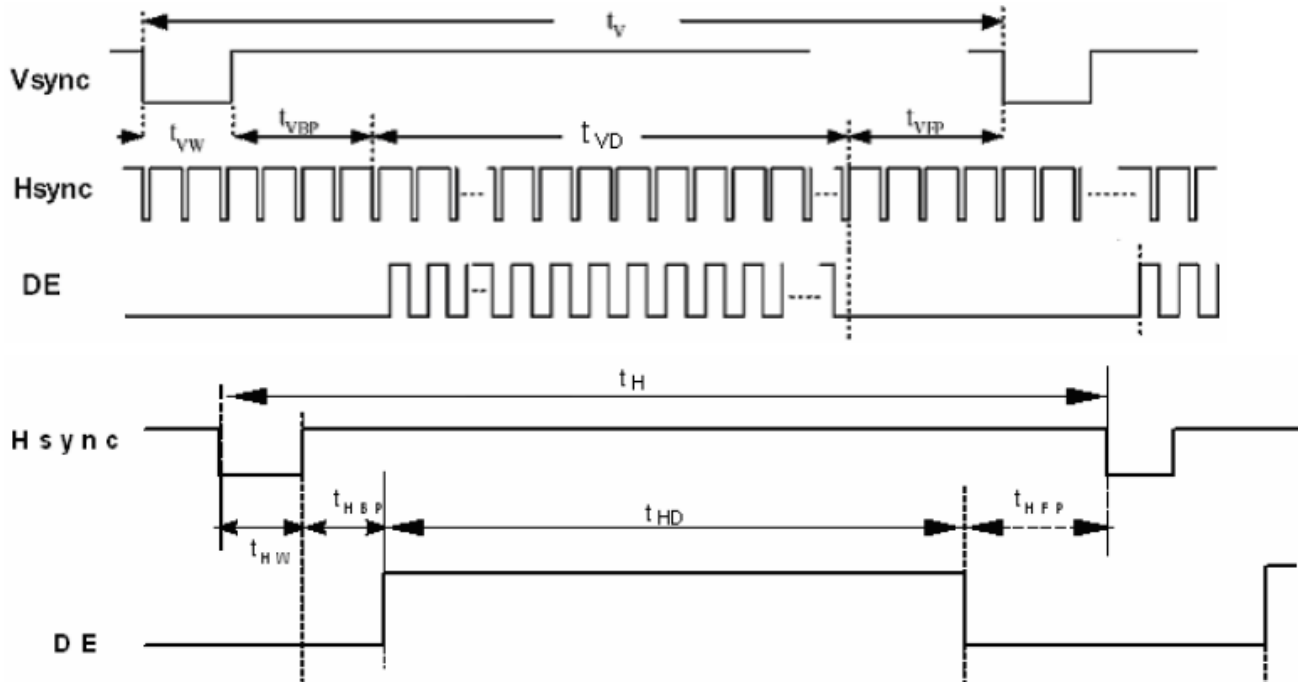 tV
Vsync
tVW tVBP tVD tVFP
Hsync
DE
tH
Hsync
tHBP tHD tHFP
tHW
DE